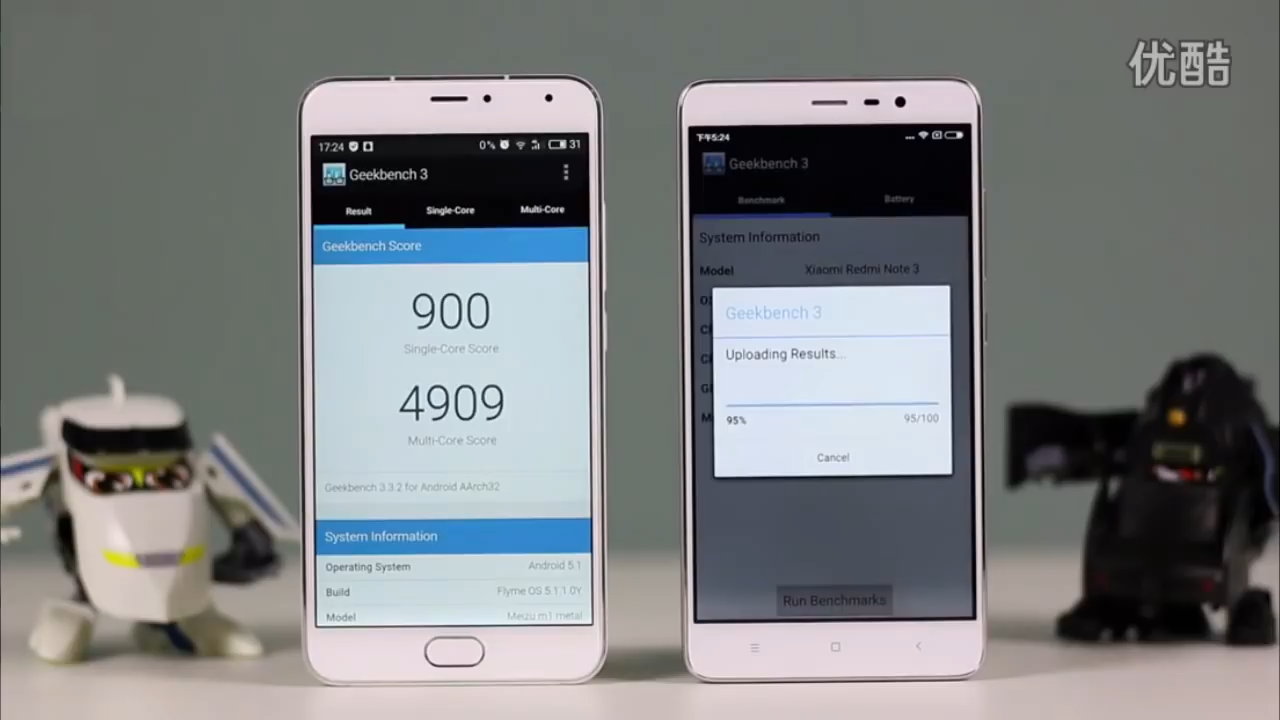 优酷
17:24
0%
31
Geekbench 3
Result
Single-Core
Multi-Core
Geekbench Score
900
Single-Core Score
4909
Multi-Core Score
Geekbench 3.3.2 for Android AArch32
System Information
Operating System
Android 5.1
Build
Flyme OS 5.1.1.0Y
Model
Meizu m1 metal
下午5:24
Geekbench 3
Benchmark
Battery
System Information
Model
Xiaomi Redmi Note 3
Geekbench 3
Uploading Results...
95%
95/100
Cancel
Run Benchmarks